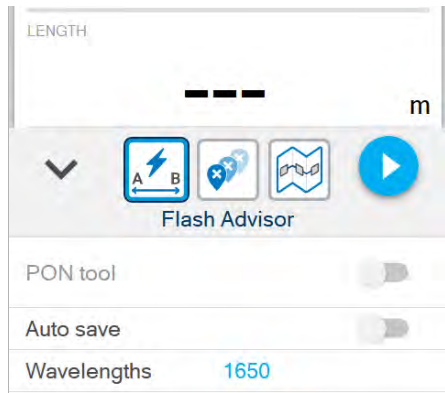 LENGTH
---
m
A B
Flash Advisor
PON tool
Auto save
Wavelengths 1650